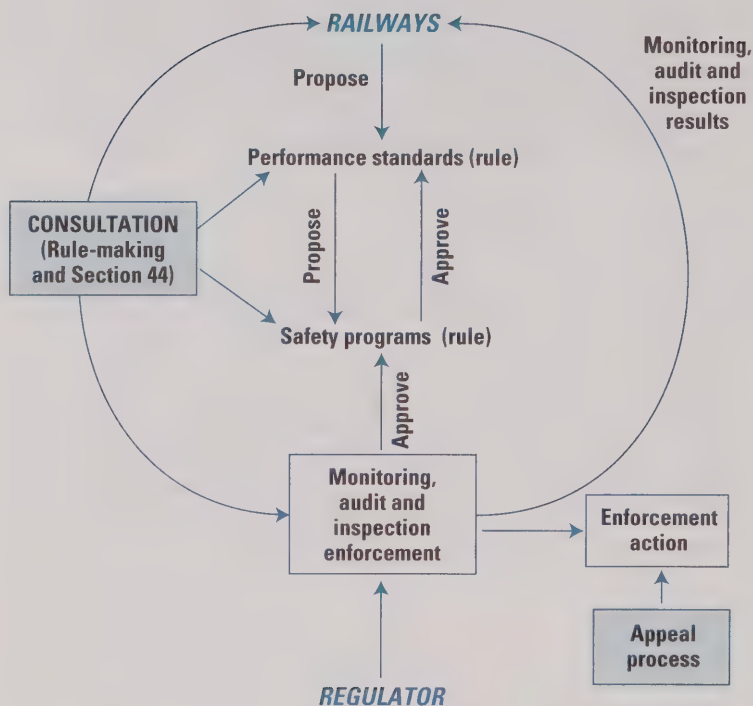 RAILWAYS
Monitoring,
audit and
inspection
results
Propose
Performance standards (rule)
CONSULTATION
(Rule-making
and Section 44)
Propose
Approve
Safety programs (rule)
Approve
Monitoring,
audit and
inspection
enforcement
Enforcement
action
Appeal
process
REGULATOR